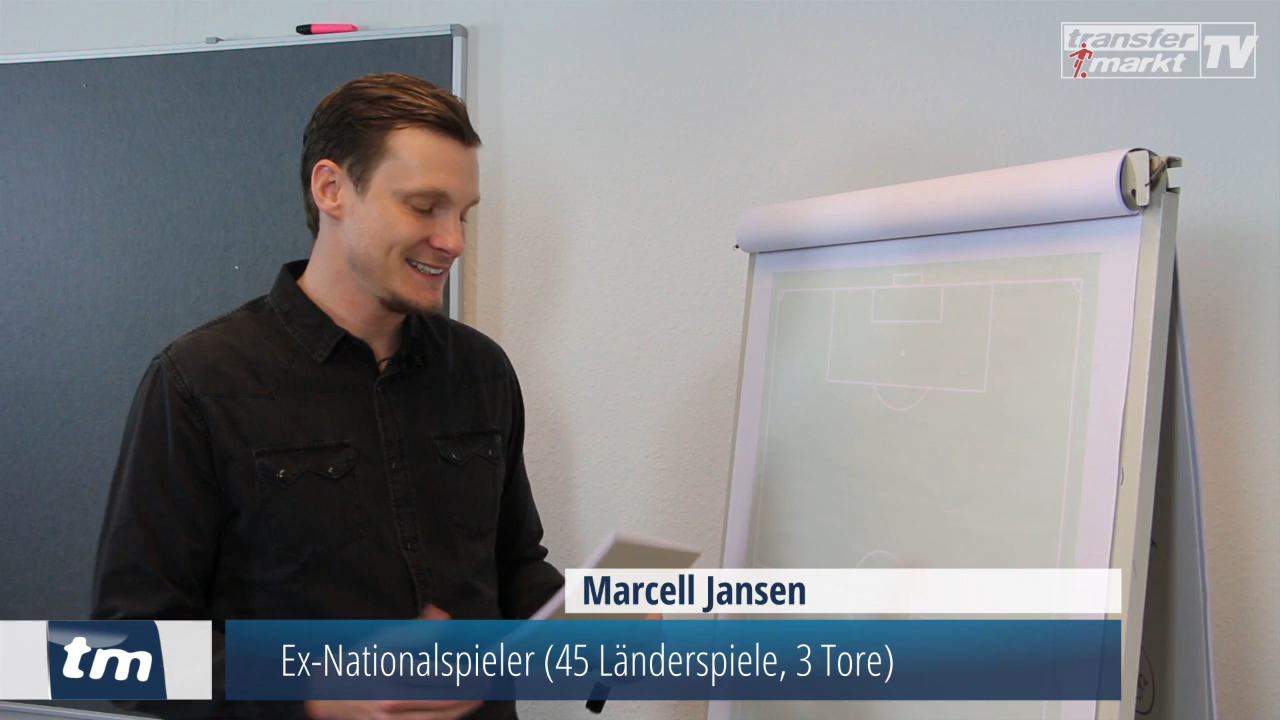 transfer
markt TV
Marcell Jansen
tm
Ex-Nationalspieler (45 Länderspiele, 3 Tore)